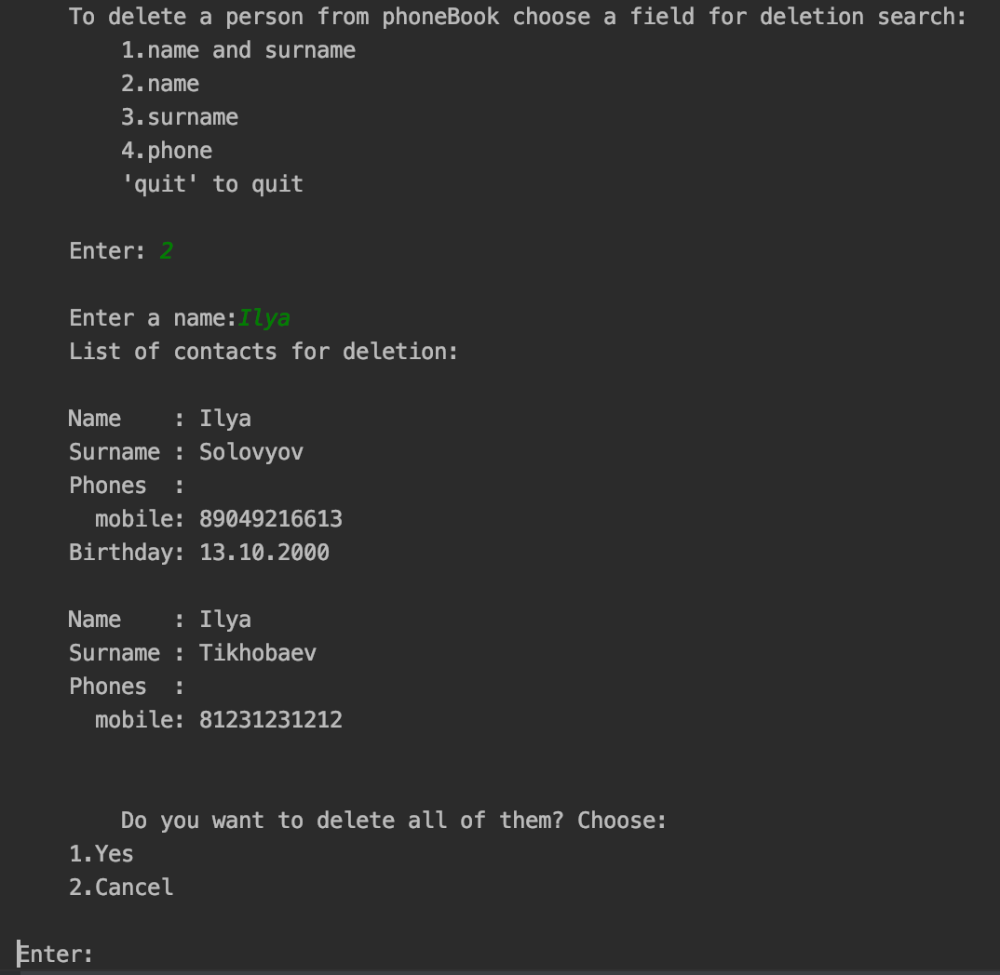 To delete a person from phoneBook choose a field for deletion search:
1.name and surname
2.name
3.surname
4.phone
'quit' to quit
Enter: 2
Enter a name:Ilya
List of contacts for deletion:
Name    : Ilya
Surname : Solovyov
Phones  :
mobile: 89049216613
Birthday: 13.10.2000
Name    : Ilya
Surname : Tikhobaev
Phones  :
mobile: 81231231212
Do you want to delete all of them? Choose:
1.Yes
2.Cancel
Enter: